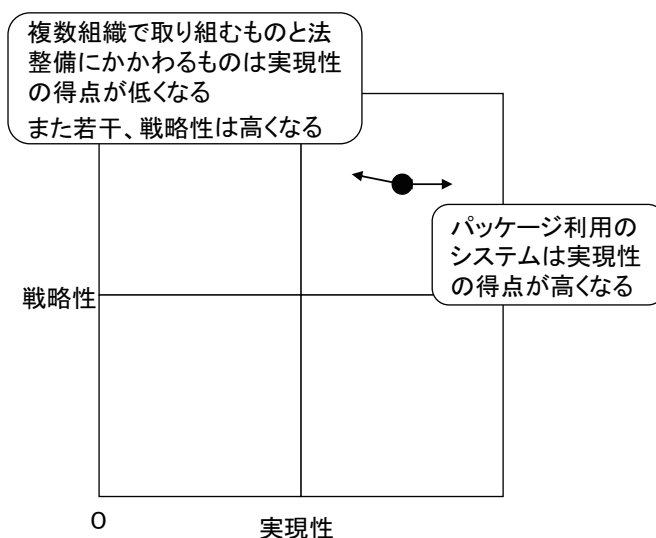 複数組織で取り組むものと法
整備にかかわるものは実現性
の得点が低くなる
また若干、戦略性は高くなる
パッケージ利用の
システムは実現性
の得点が高くなる
戦略性
0
実現性